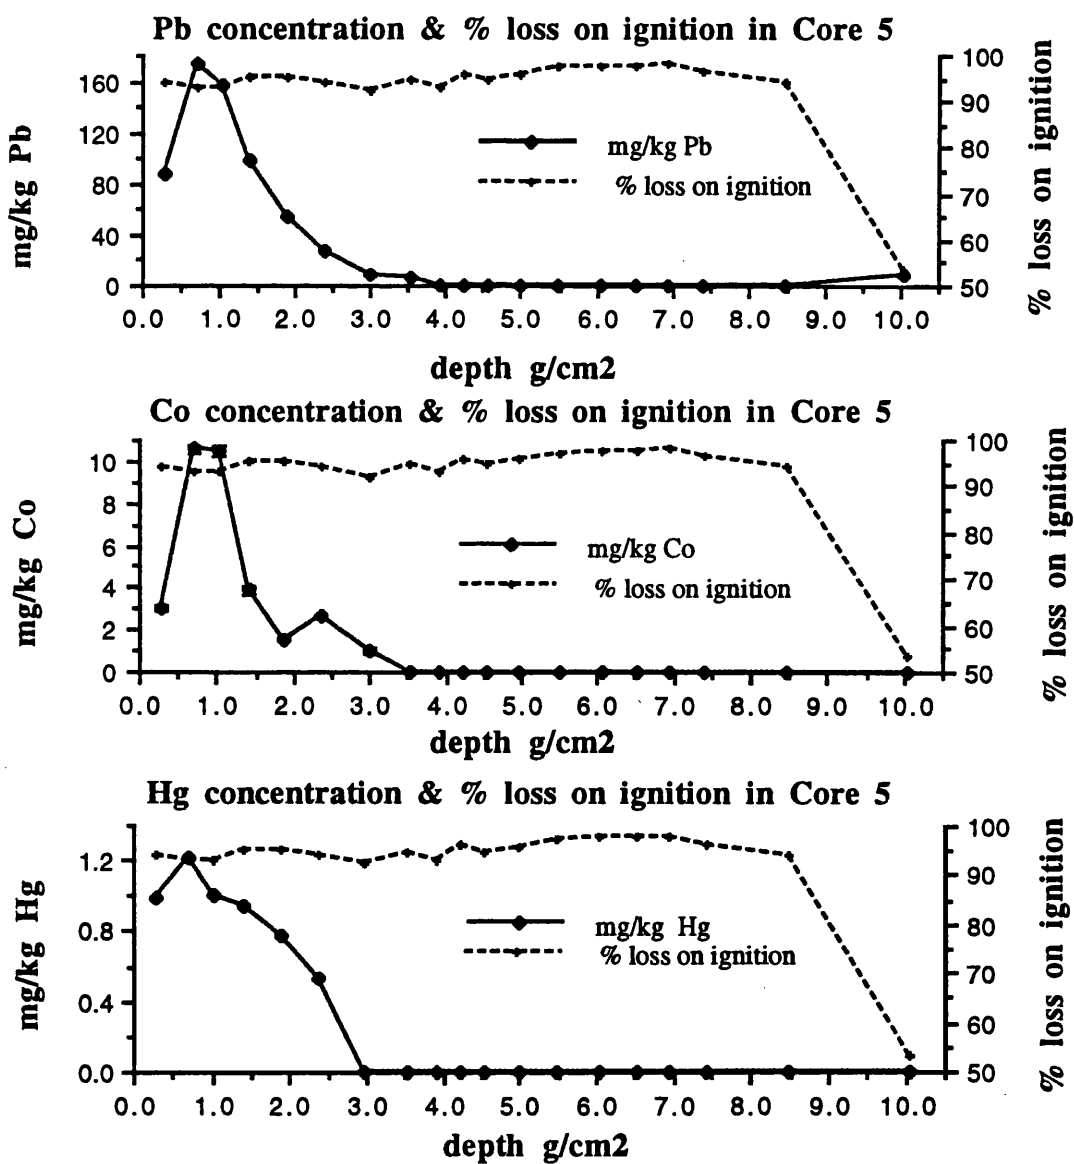 Pb concentration & % loss on ignition in Core 5
mg/kg Pb
160
120
80
40
0
mg/kg Pb
% loss on ignition
100
90
80
70
60
50
% loss on ignition
0.0 1.0 2.0 3.0 4.0 5.0 6.0 7.0 8.0 9.0 10.0
depth g/cm2
Co concentration & % loss on ignition in Core 5
mg/kg Co
10
8
6
4
2
0
mg/kg Co
% loss on ignition
100
90
80
70
60
50
% loss on ignition
0.0 1.0 2.0 3.0 4.0 5.0 6.0 7.0 8.0 9.0 10.0
depth g/cm2
Hg concentration & % loss on ignition in Core 5
mg/kg Hg
1.2
0.8
0.4
0.0
mg/kg Hg
% loss on ignition
100
90
80
70
60
50
% loss on ignition
0.0 1.0 2.0 3.0 4.0 5.0 6.0 7.0 8.0 9.0 10.0
depth g/cm2